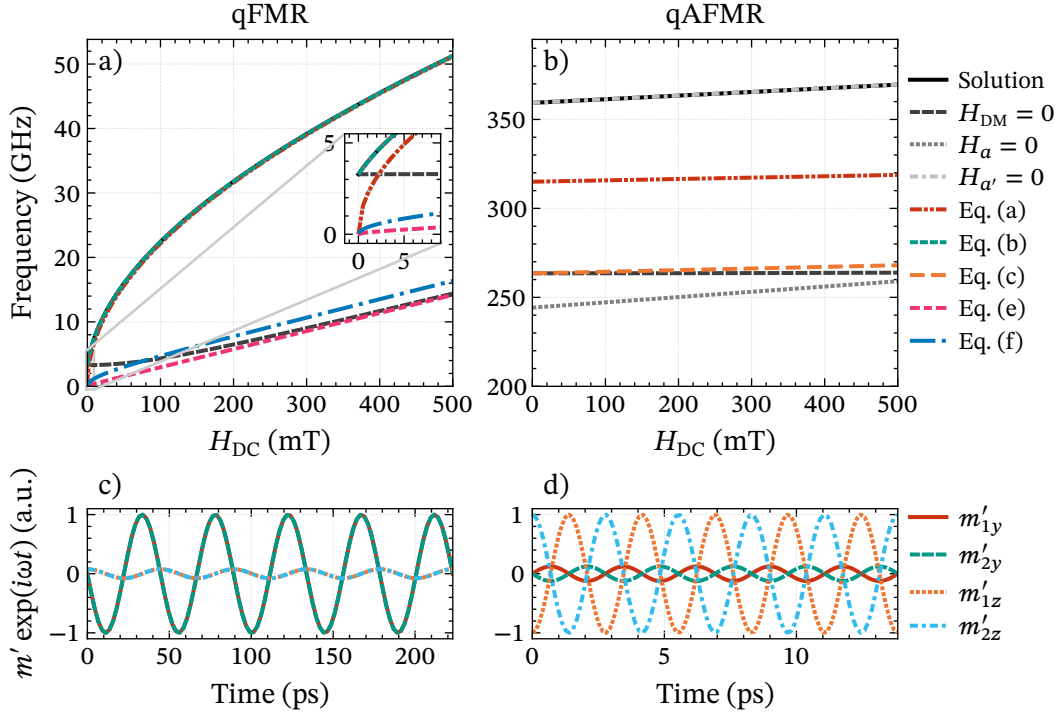 qFMR
qAFMR
a)
b)
Frequency (GHz)
50
40
30
20
10
0
0
100
200
300
400
500
H_DC (mT)
5
0
0
5
350
300
250
200
0
100
200
300
400
500
H_DC (mT)
Solution
H_DM = 0
H_a = 0
H_a′ = 0
Eq. (a)
Eq. (b)
Eq. (c)
Eq. (e)
Eq. (f)
c)
d)
m′ exp(iωt) (a.u.)
1
0
−1
0
50
100
150
200
Time (ps)
1
0
−1
0
5
10
Time (ps)
m′_1y
m′_2y
m′_1z
m′_2z